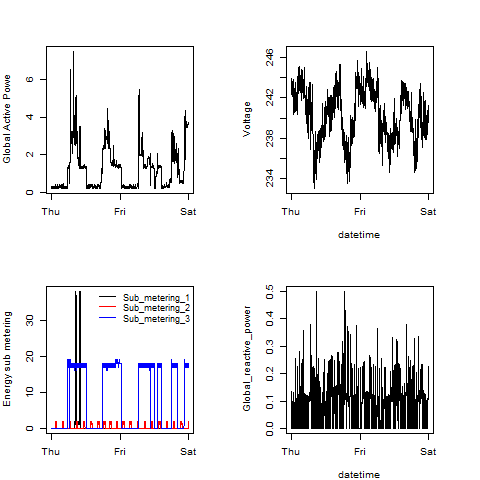 Global Active Powe
6
4
2
0
Thu
Fri
Sat
Voltage
246
242
238
234
Thu
Fri
Sat
datetime
Energy sub metering
30
20
10
0
Sub_metering_1
Sub_metering_2
Sub_metering_3
Thu
Fri
Sat
Global_reactive_power
0.5
0.4
0.3
0.2
0.1
0.0
Thu
Fri
Sat
datetime